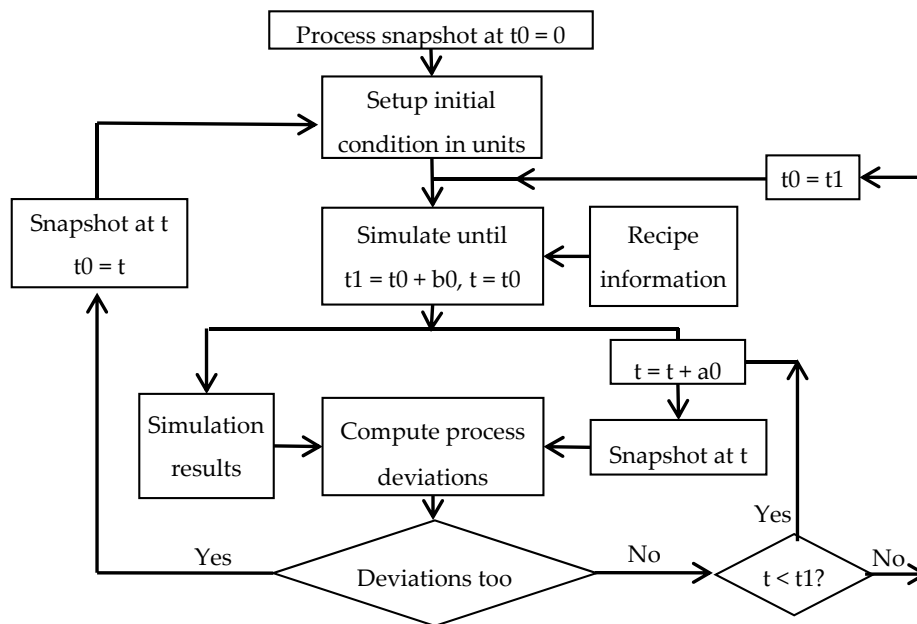 Process snapshot at t0 = 0
Setup initial
condition in units
t0 = t1
Snapshot at t
t0 = t
Simulate until
t1 = t0 + b0, t = t0
Recipe
information
t = t + a0
Simulation
results
Compute process
deviations
Snapshot at t
Yes
Yes
No
No
Deviations too
t < t1?